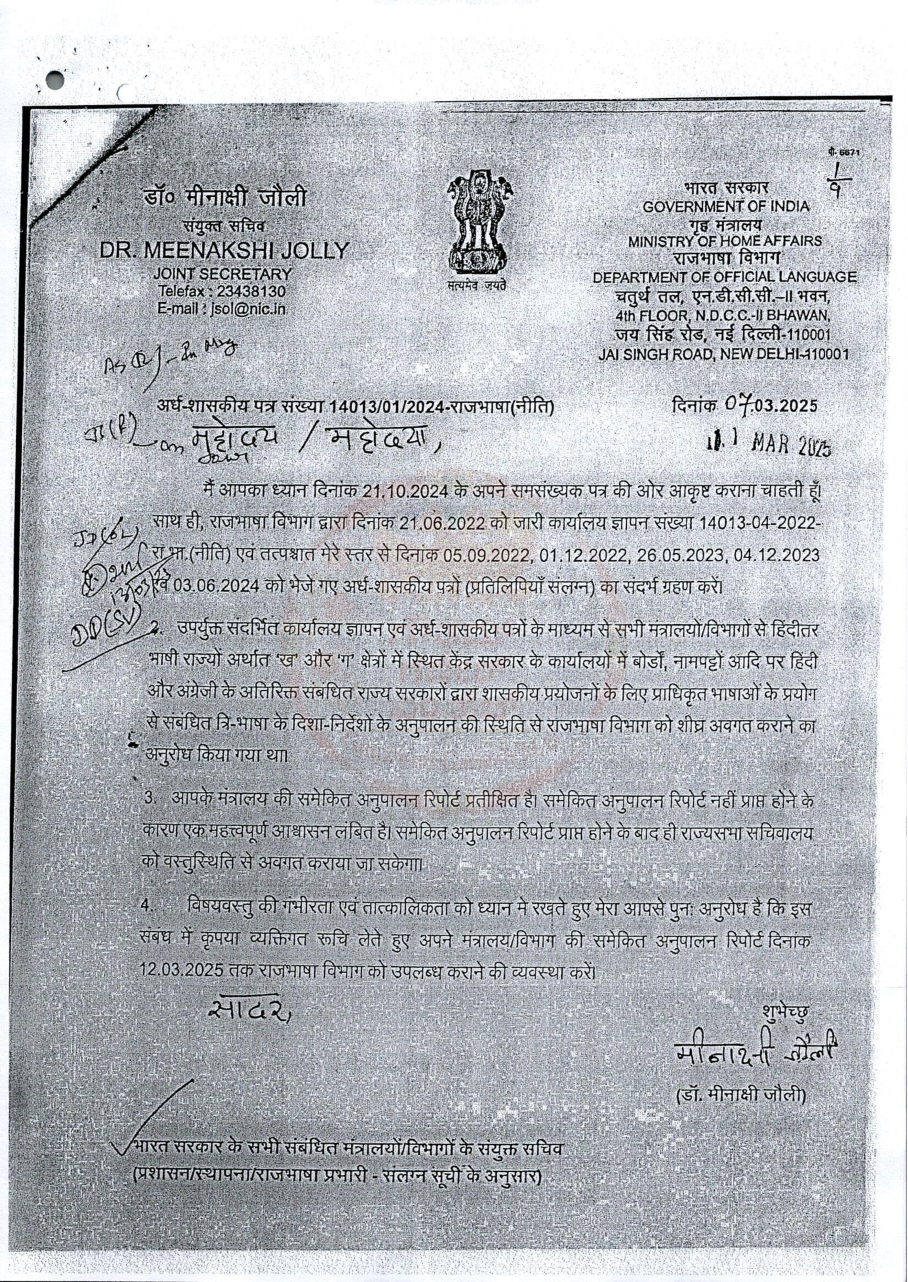 पी- 6671
1/9
डॉ० मीनाक्षी जौली
संयुक्त सचिव
DR. MEENAKSHI JOLLY
JOINT SECRETARY
Telefax : 23438130
E-mail : jsol@nic.in
सत्यमेव जयते
भारत सरकार
GOVERNMENT OF INDIA
गृह मंत्रालय
MINISTRY OF HOME AFFAIRS
राजभाषा विभाग
DEPARTMENT OF OFFICIAL LANGUAGE
चतुर्थ तल, एन.डी.सी.सी.–II भवन,
4th FLOOR, N.D.C.C.-II BHAWAN,
जय सिंह रोड, नई दिल्ली-110001
JAI SINGH ROAD, NEW DELHI-110001
अर्ध-शासकीय पत्र संख्या 14013/01/2024-राजभाषा(नीति)
दिनांक 07.03.2025
महोदय / महोदया,
11 MAR 2025
मैं आपका ध्यान दिनांक 21.10.2024 के अपने समसंख्यक पत्र की ओर आकृष्ट कराना चाहती हूँ।
साथ ही, राजभाषा विभाग द्वारा दिनांक 21.06.2022 को जारी कार्यालय ज्ञापन संख्या 14013-04-2022-
रा.भा.(नीति) एवं तत्पश्चात मेरे स्तर से दिनांक 05.09.2022, 01.12.2022, 26.05.2023, 04.12.2023
एवं 03.06.2024 को भेजे गए अर्ध-शासकीय पत्रों (प्रतिलिपियाँ संलग्न) का संदर्भ ग्रहण करें।
2. उपर्युक्त संदर्भित कार्यालय ज्ञापन एवं अर्ध-शासकीय पत्रों के माध्यम से सभी मंत्रालयों/विभागों से हिंदीतर
भाषी राज्यों अर्थात 'ख' और 'ग' क्षेत्रों में स्थित केंद्र सरकार के कार्यालयों में बोर्डों, नामपट्टों आदि पर हिंदी
और अंग्रेजी के अतिरिक्त संबंधित राज्य सरकारों द्वारा शासकीय प्रयोजनों के लिए प्राधिकृत भाषाओं के प्रयोग
से संबंधित त्रि-भाषा के दिशा-निर्देशों के अनुपालन की स्थिति से राजभाषा विभाग को शीघ्र अवगत कराने का
अनुरोध किया गया था।
3. आपके मंत्रालय की समेकित अनुपालन रिपोर्ट प्रतीक्षित है। समेकित अनुपालन रिपोर्ट नहीं प्राप्त होने के
कारण एक महत्त्वपूर्ण आश्वासन लंबित है। समेकित अनुपालन रिपोर्ट प्राप्त होने के बाद ही राज्यसभा सचिवालय
को वस्तुस्थिति से अवगत कराया जा सकेगा।
4. विषयवस्तु की गंभीरता एवं तात्कालिकता को ध्यान मे रखते हुए मेरा आपसे पुन: अनुरोध है कि इस
संबध में कृपया व्यक्तिगत रूचि लेते हुए अपने मंत्रालय/विभाग की समेकित अनुपालन रिपोर्ट दिनांक
12.03.2025 तक राजभाषा विभाग को उपलब्ध कराने की व्यवस्था करें।
सादर,
शुभेच्छु
मीनाक्षी जौली
(डॉ. मीनाक्षी जौली)
भारत सरकार के सभी संबंधित मंत्रालयों/विभागों के संयुक्त सचिव
(प्रशासन/स्थापना/राजभाषा प्रभारी - संलग्न सूची के अनुसार)